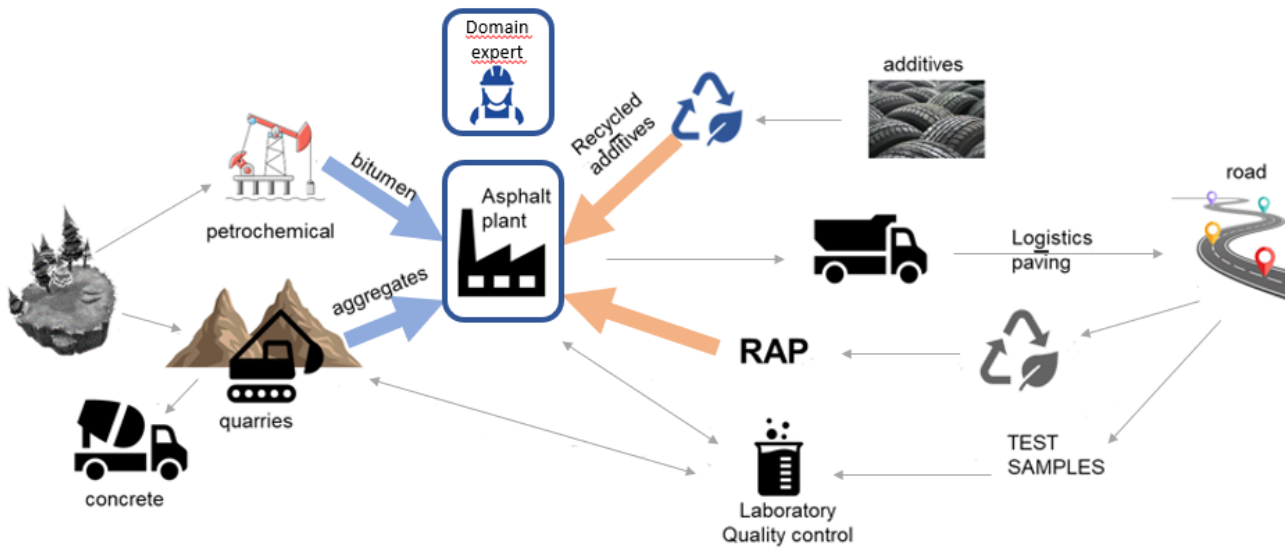 Domain
expert
additives
Recycled
additives
bitumen
Asphalt
plant
road
petrochemical
Logistics
paving
aggregates
RAP
quarries
TEST
SAMPLES
concrete
Laboratory
Quality control